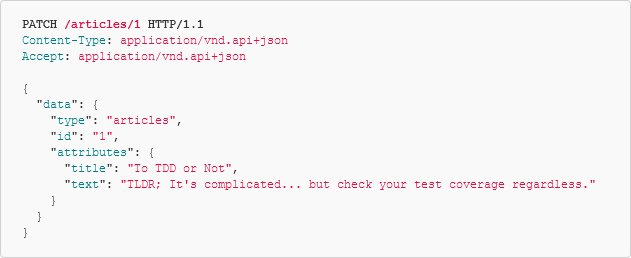 PATCH /articles/1 HTTP/1.1
Content-Type: application/vnd.api+json
Accept: application/vnd.api+json

{
  "data": {
    "type": "articles",
    "id": "1",
    "attributes": {
      "title": "To TDD or Not",
      "text": "TLDR; It's complicated... but check your test coverage regardless."
    }
  }
}